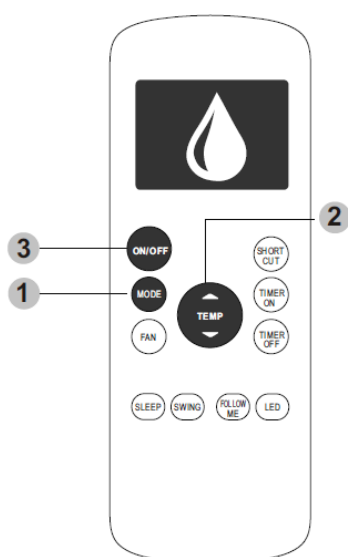 2
3
ON/OFF
SHORT
CUT
1
MODE
TEMP
TIMER
ON
FAN
TIMER
OFF
SLEEP
SWING
FOLLOW
ME
LED